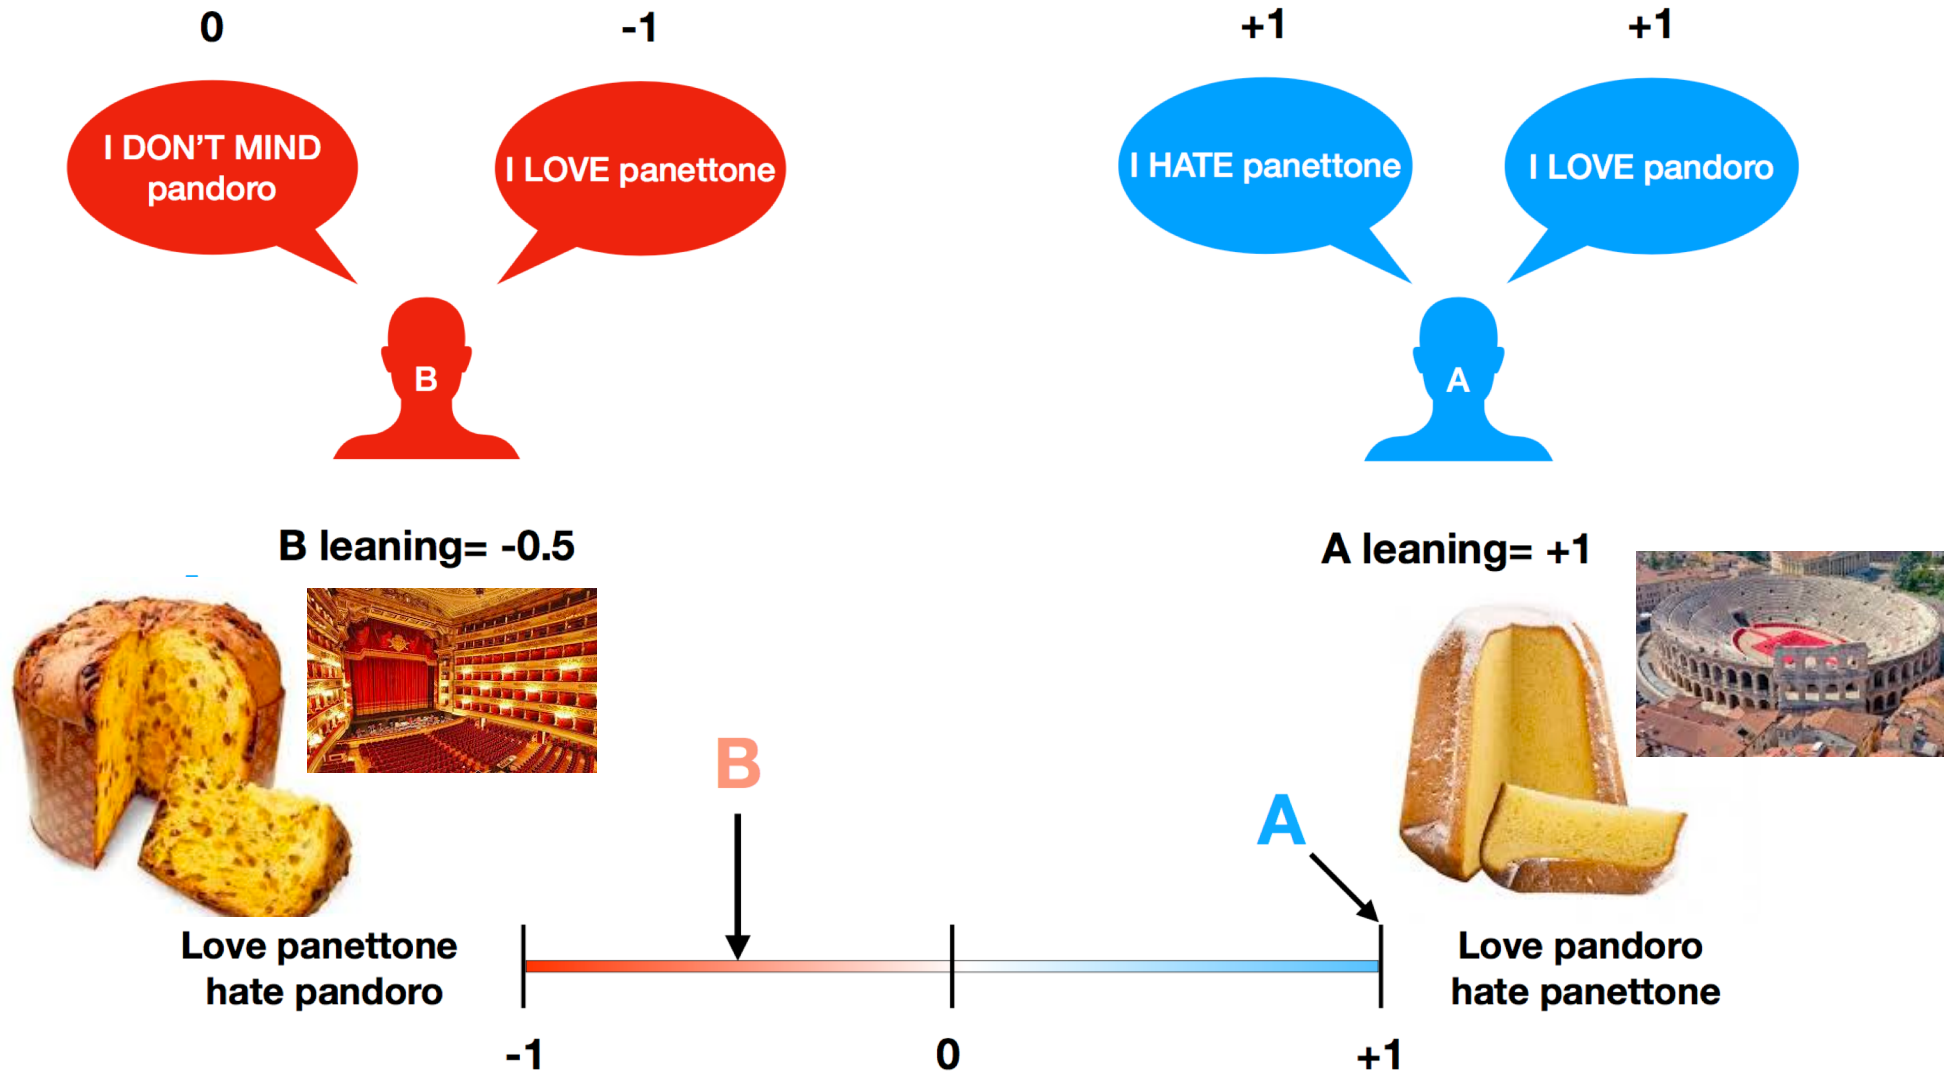 0
-1
+1
+1
I DON'T MIND
pandoro
I LOVE panettone
I HATE panettone
I LOVE pandoro
B
A
B leaning= -0.5
A leaning= +1
B
A
Love panettone
hate pandoro
Love pandoro
hate panettone
-1
0
+1